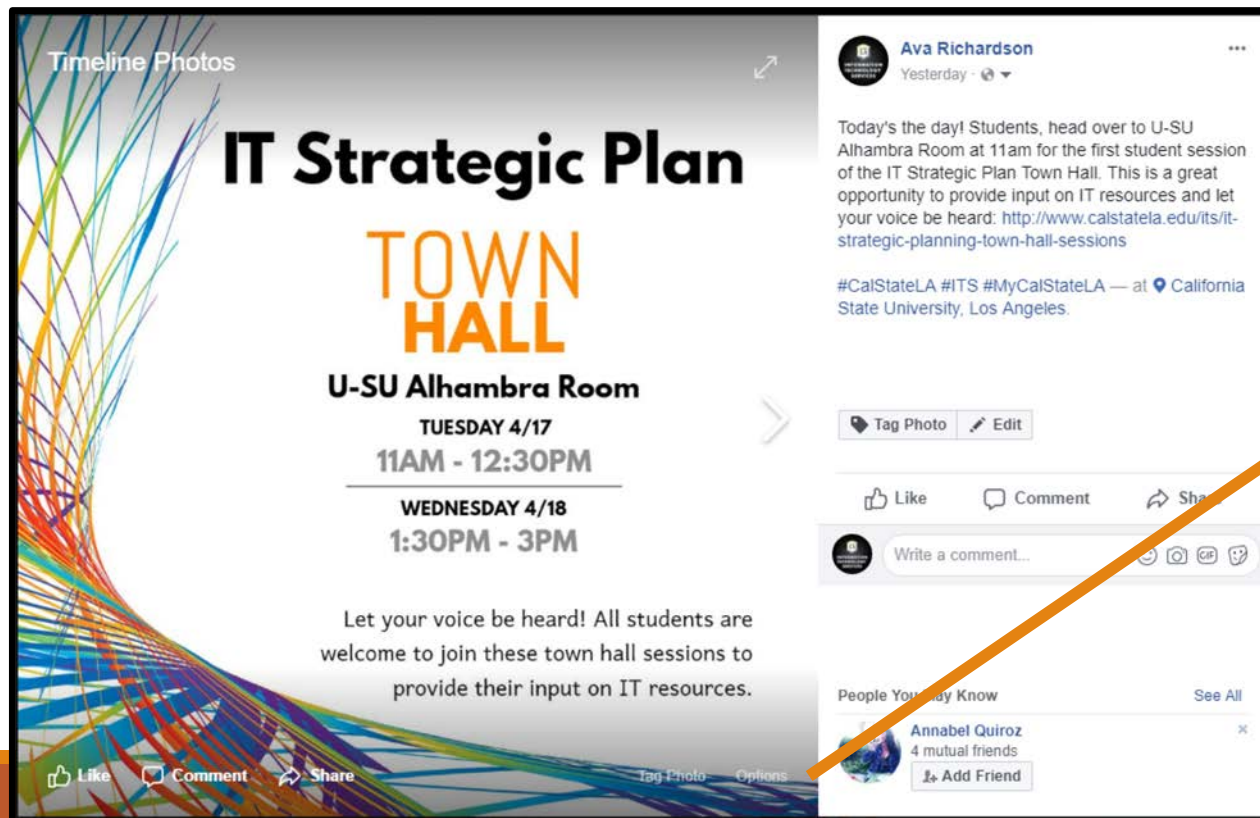 Timeline Photos
IT Strategic Plan
TOWN
HALL
U-SU Alhambra Room
TUESDAY 4/17
11AM - 12:30PM
WEDNESDAY 4/18
1:30PM - 3PM
Let your voice be heard! All students are
welcome to join these town hall sessions to
provide their input on IT resources.
Like Comment Share Tag Photo Options
Ava Richardson
Yesterday ·
Today's the day! Students, head over to U-SU
Alhambra Room at 11am for the first student session
of the IT Strategic Plan Town Hall. This is a great
opportunity to provide input on IT resources and let
your voice be heard: http://www.calstatela.edu/its/it-
strategic-planning-town-hall-sessions
#CalStateLA #ITS #MyCalStateLA — at California
State University, Los Angeles.
Tag Photo Edit
Like Comment Share
Write a comment...
GIF
People You May Know See All
Annabel Quiroz
4 mutual friends
Add Friend